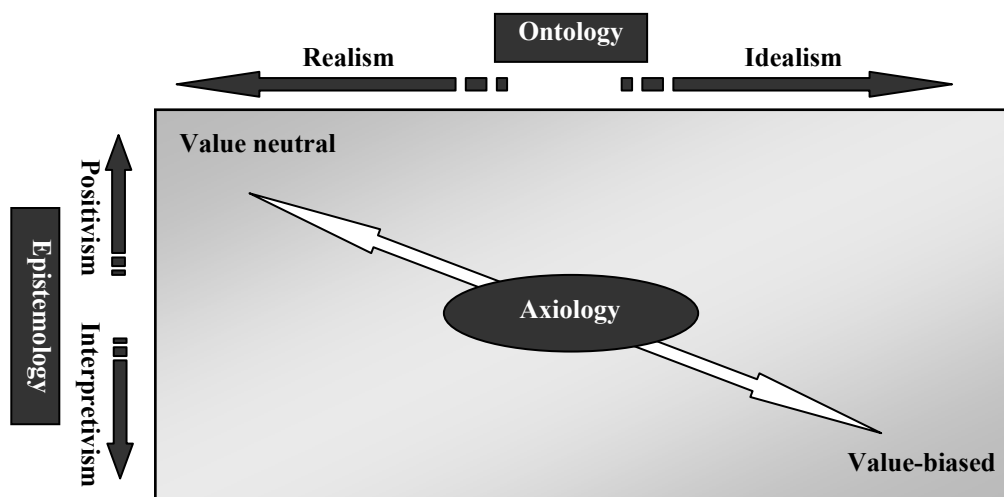 Ontology
Realism
Idealism
Value neutral
Positivism
Epistemology
Axiology
Interpretivism
Value-biased